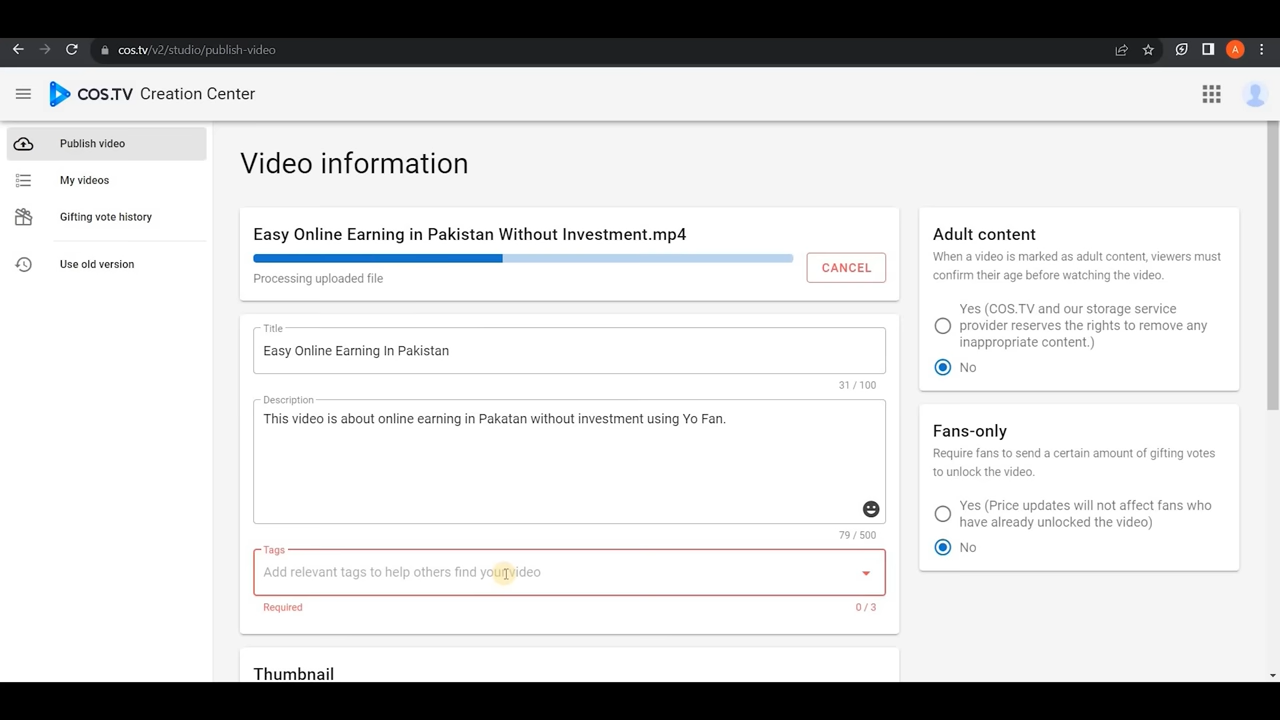 cos.tv/v2/studio/publish-video
A
COS.TV Creation Center
Publish video
My videos
Gifting vote history
Use old version
Video information
Easy Online Earning in Pakistan Without Investment.mp4
Processing uploaded file
CANCEL
Title
Easy Online Earning In Pakistan
31 / 100
Description
This video is about online earning in Pakatan without investment using Yo Fan.
79 / 500
Tags
Add relevant tags to help others find your video
Required
0 / 3
Thumbnail
Adult content
When a video is marked as adult content, viewers must
confirm their age before watching the video.
Yes (COS.TV and our storage service
provider reserves the rights to remove any
inappropriate content.)
No
Fans-only
Require fans to send a certain amount of gifting votes
to unlock the video.
Yes (Price updates will not affect fans who
have already unlocked the video)
No